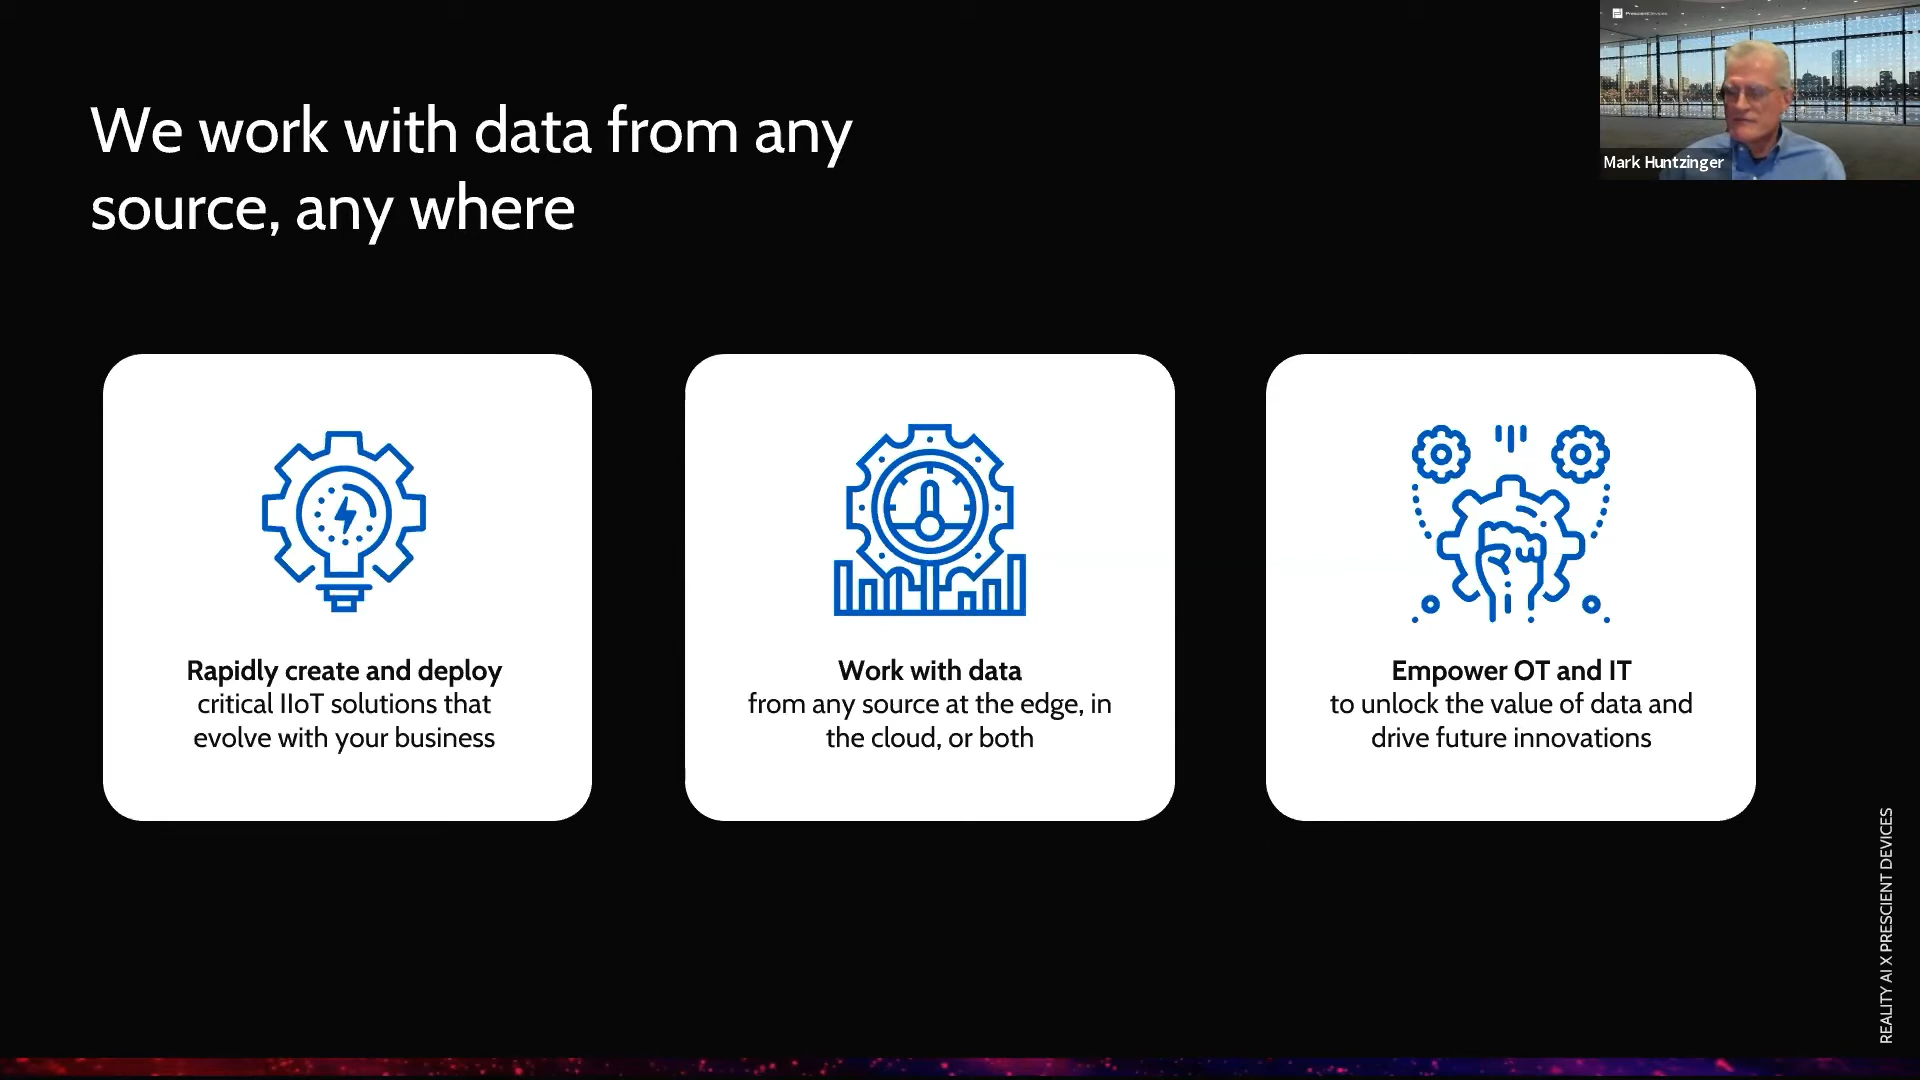 We work with data from any
source, any where
PrescientDevices
Mark Huntzinger
Rapidly create and deploy
critical IIoT solutions that
evolve with your business
Work with data
from any source at the edge, in
the cloud, or both
Empower OT and IT
to unlock the value of data and
drive future innovations
REALITY AI X PRESCIENT DEVICES